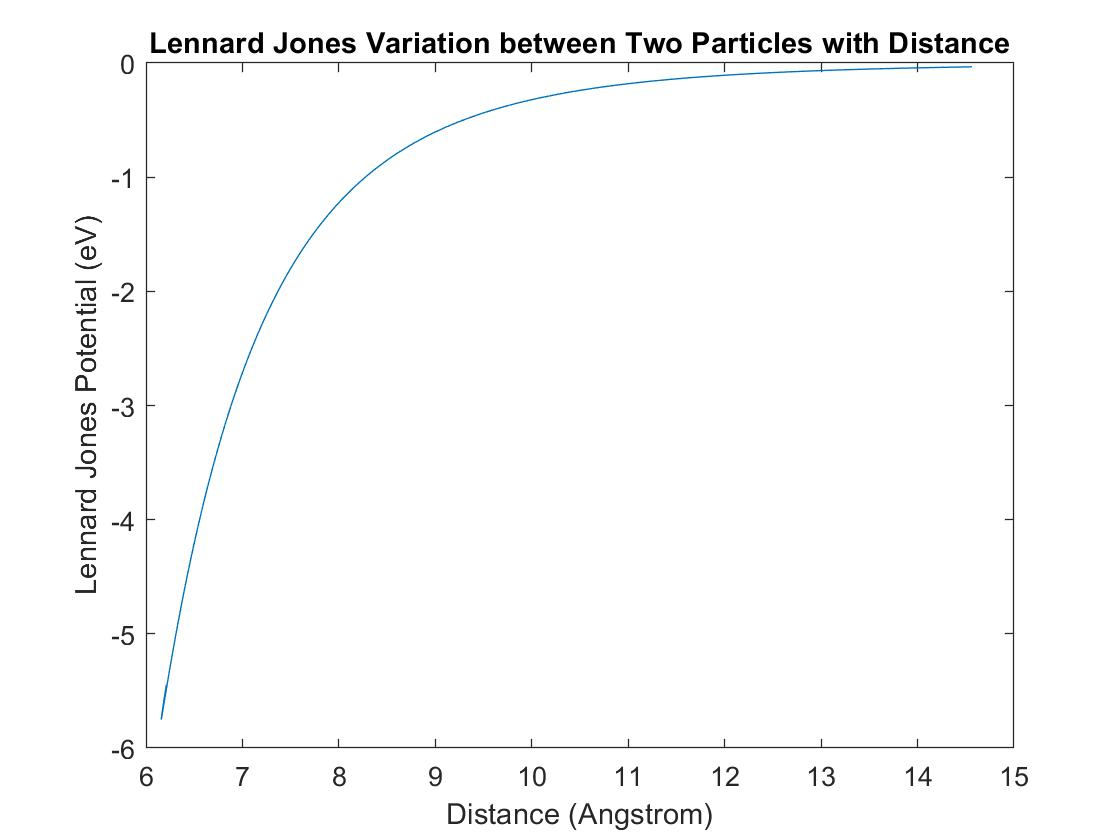 Lennard Jones Variation between Two Particles with Distance
0
-1
-2
-3
-4
-5
-6
Lennard Jones Potential (eV)
6 7 8 9 10 11 12 13 14 15
Distance (Angstrom)